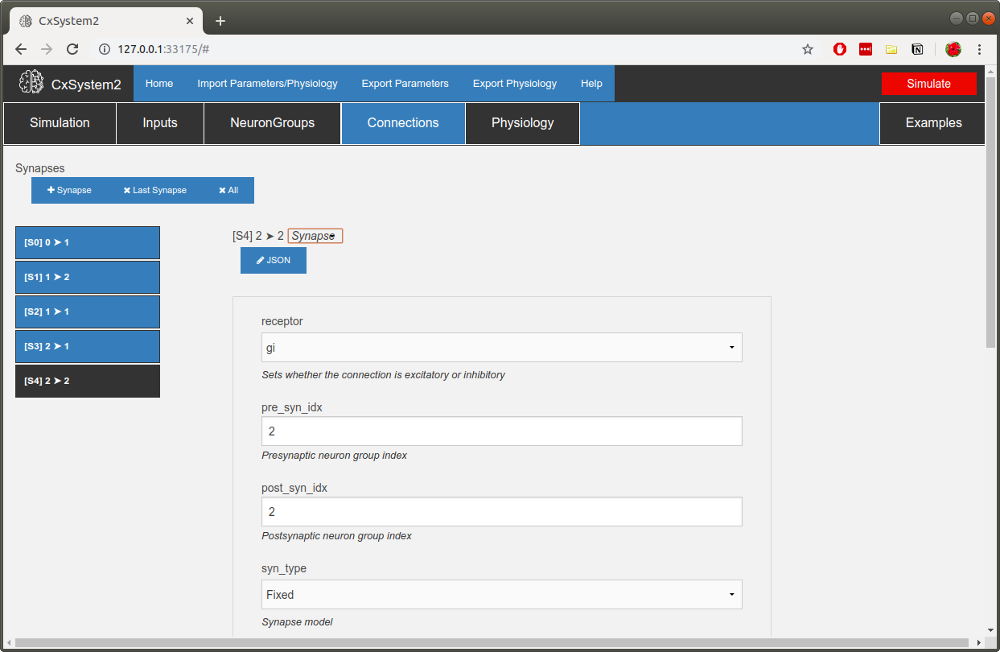 CxSystem2
127.0.0.1:33175/#
CxSystem2 Home Import Parameters/Physiology Export Parameters Export Physiology Help Simulate
Simulation Inputs NeuronGroups Connections Physiology Examples
Synapses
Synapse Last Synapse All
[S0] 0 ➤ 1
[S1] 1 ➤ 2
[S2] 1 ➤ 1
[S3] 2 ➤ 1
[S4] 2 ➤ 2
[S4] 2 ➤ 2 Synapse
JSON
receptor
gi
Sets whether the connection is excitatory or inhibitory
pre_syn_idx
2
Presynaptic neuron group index
post_syn_idx
2
Postsynaptic neuron group index
syn_type
Fixed
Synapse model